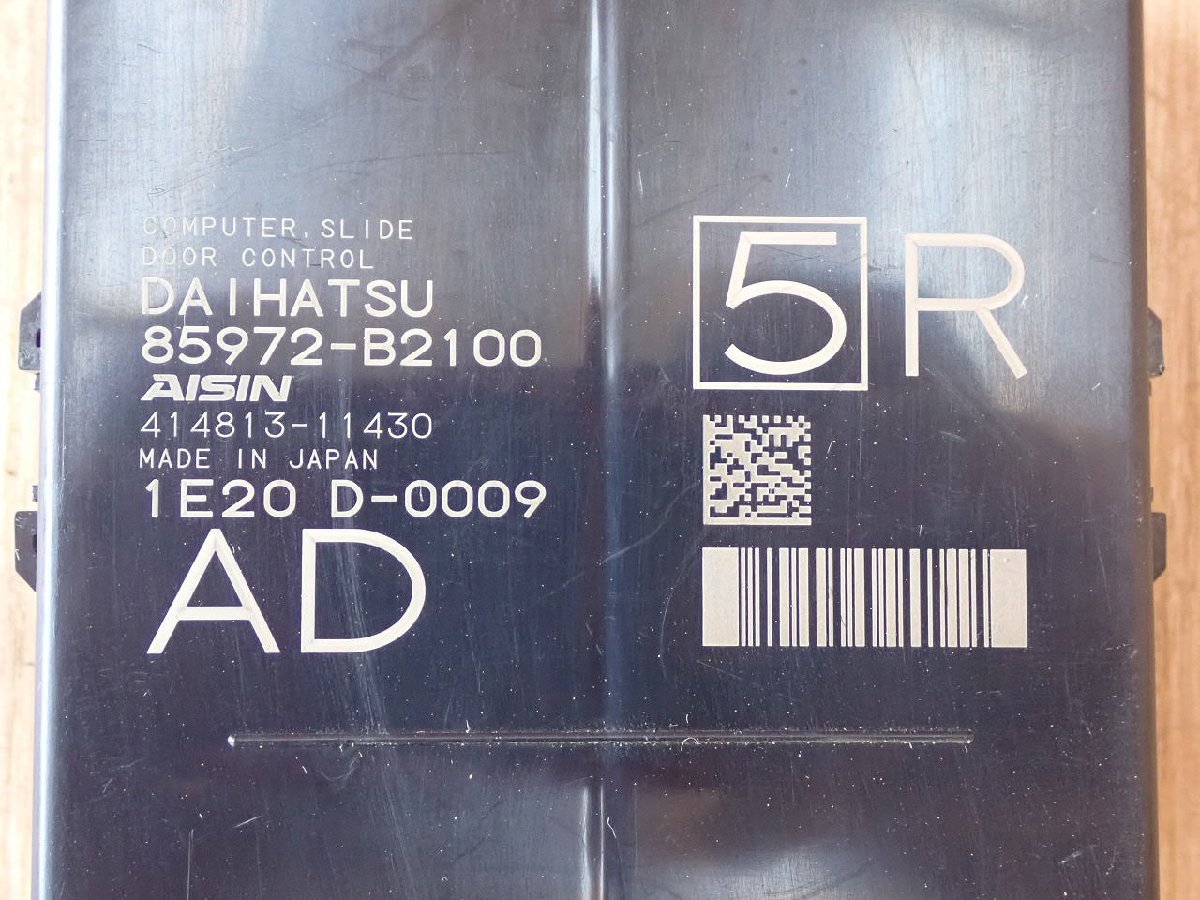 COMPUTER, SLIDE
DOOR CONTROL
DAIHATSU
85972-B2100
AISIN
414813-11430
MADE IN JAPAN
1E20 D-0009
AD
5R